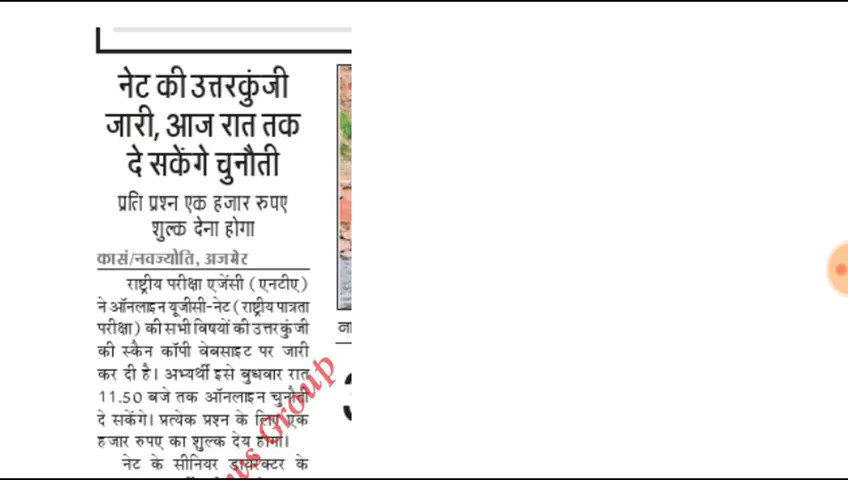 नेट की उत्तरकुंजी
जारी, आज रात तक
दे सकेंगे चुनौती
प्रति प्रश्न एक हजार रुपए
शुल्क देना होगा
कासं/नवज्योति, अजमेर
राष्ट्रीय परीक्षा एजेंसी (एनटीए)
ने ऑनलाइन यूजीसी-नेट (राष्ट्रीय पात्रता
परीक्षा) की सभी विषयों की उत्तरकुंजी
की स्कैन कॉपी वेबसाइट पर जारी
कर दी है। अभ्यर्थी इसे बुधवार रात
11.50 बजे तक ऑनलाइन चुनौती
दे सकेंगे। प्रत्येक प्रश्न के लिए एक
हजार रुपए का शुल्क देय होगा।
नेट के सीनियर डायरेक्टर के
Group